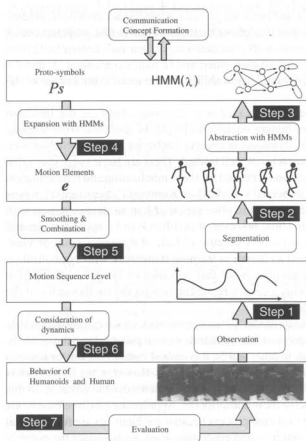 Communication
Concept Formation
Proto-symbols
Ps
HMM(λ)
Step 3
Expansion with HMMs
Abstraction with HMMs
Step 4
Motion Elements
e
Step 2
Smoothing &
Combination
Segmentation
Step 5
Motion Sequence Level
Step 1
Consideration of
dynamics
Observation
Step 6
Behavior of
Humanoids and Human
Step 7
Evaluation